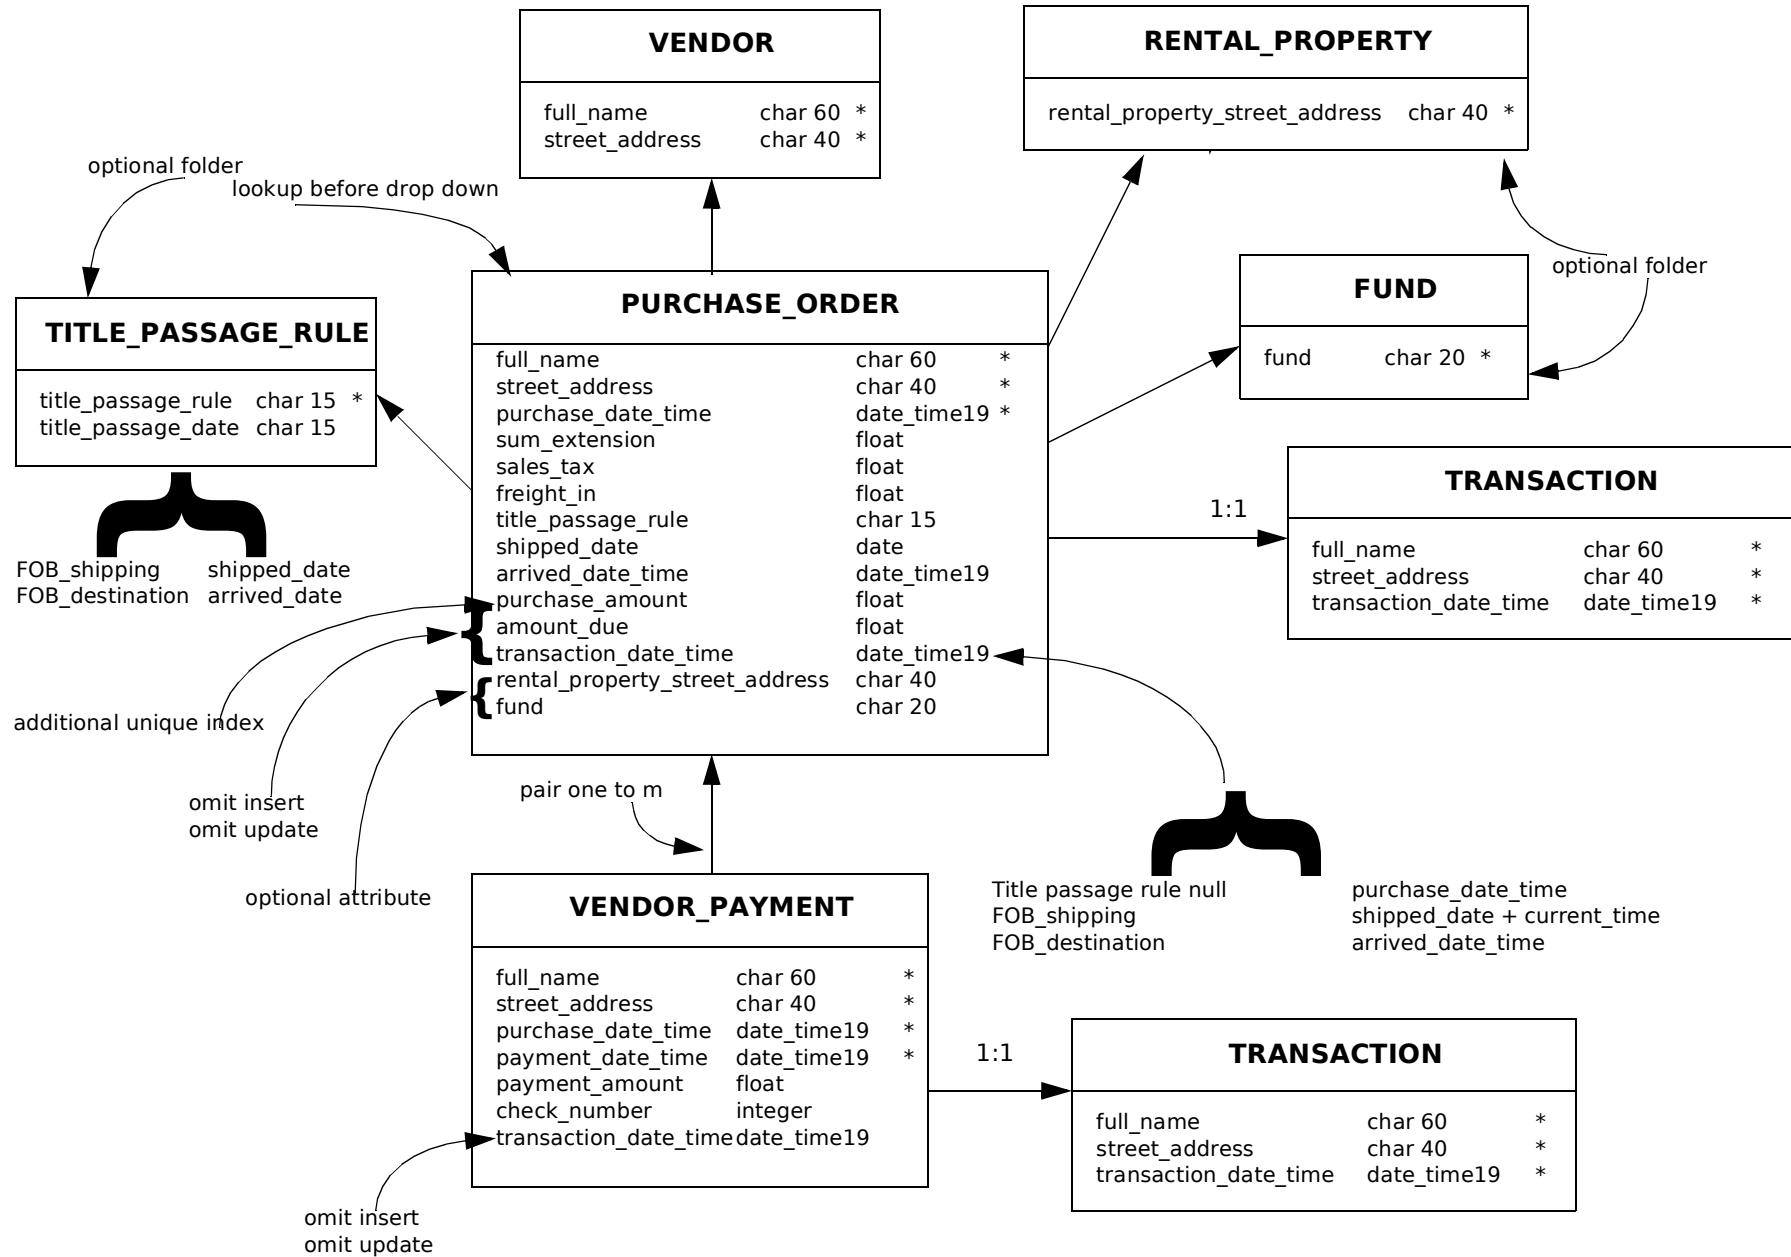 VENDOR
full_name char 60 *
street_address char 40 *
RENTAL_PROPERTY
rental_property_street_address char 40 *
optional folder
lookup before drop down
optional folder
FUND
fund char 20 *
TITLE_PASSAGE_RULE
title_passage_rule char 15 *
title_passage_date char 15
FOB_shipping shipped_date
FOB_destination arrived_date
PURCHASE_ORDER
full_name char 60 *
street_address char 40 *
purchase_date_time date_time19 *
sum_extension float
sales_tax float
freight_in float
title_passage_rule char 15
shipped_date date
arrived_date_time date_time19
purchase_amount float
amount_due float
transaction_date_time date_time19
rental_property_street_address char 40
fund char 20
1:1
TRANSACTION
full_name char 60 *
street_address char 40 *
transaction_date_time date_time19 *
additional unique index
omit insert
omit update
optional attribute
pair one to m
Title passage rule null purchase_date_time
FOB_shipping shipped_date + current_time
FOB_destination arrived_date_time
VENDOR_PAYMENT
full_name char 60 *
street_address char 40 *
purchase_date_time date_time19 *
payment_date_time date_time19 *
payment_amount float
check_number integer
transaction_date_time date_time19
1:1
TRANSACTION
full_name char 60 *
street_address char 40 *
transaction_date_time date_time19 *
omit insert
omit update